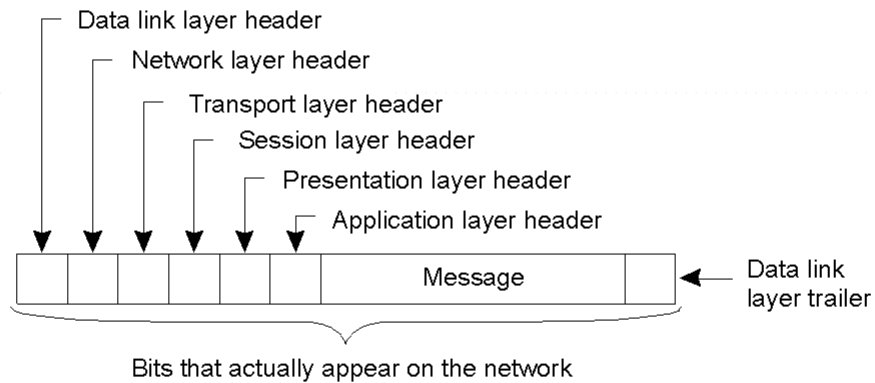 Data link layer header
Network layer header
Transport layer header
Session layer header
Presentation layer header
Application layer header
Message
Data link
layer trailer
Bits that actually appear on the network